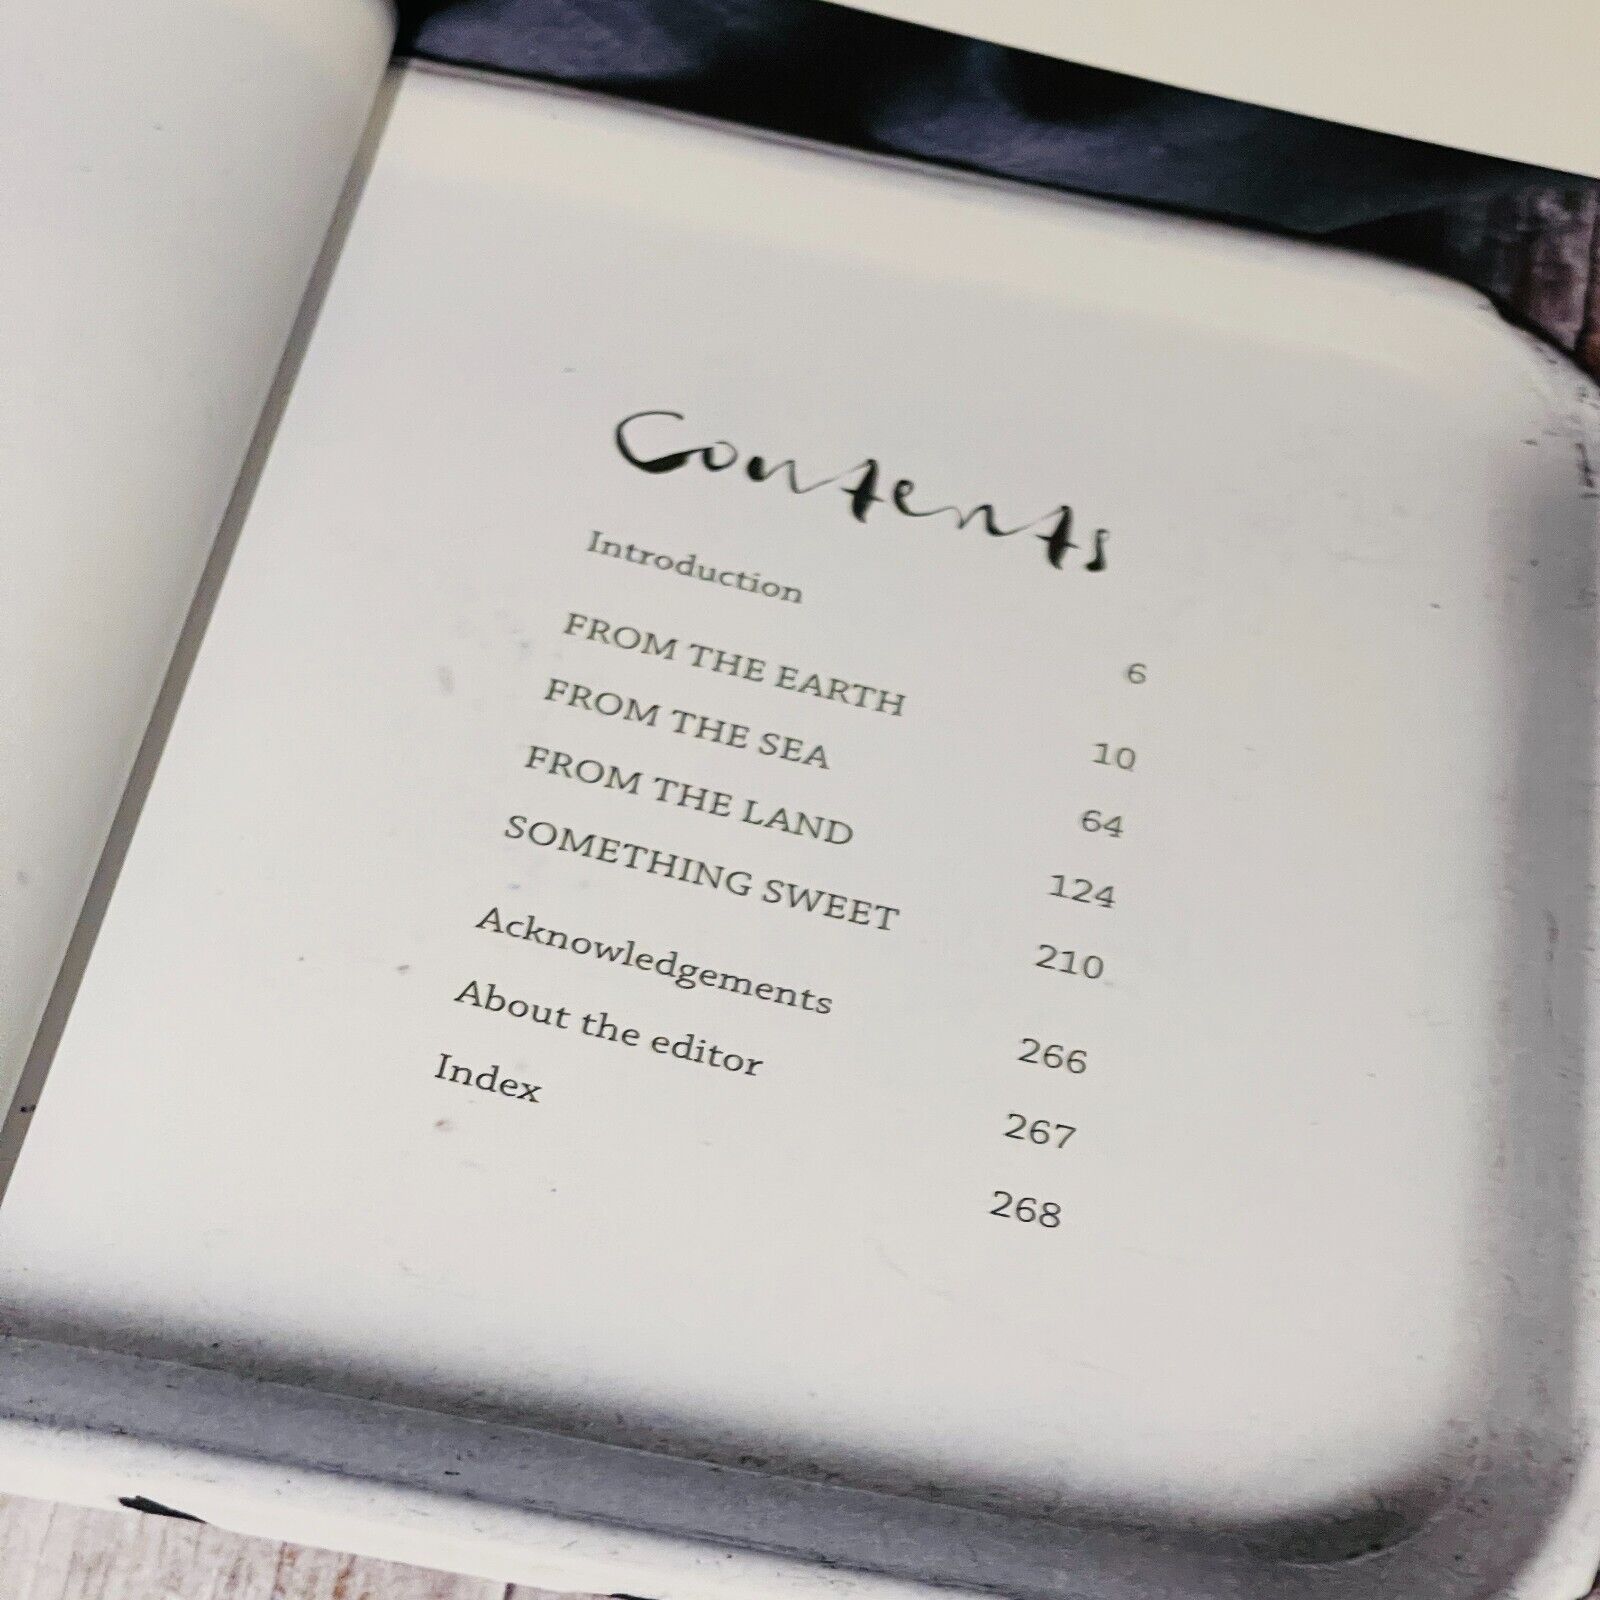 Contents
Introduction 6
FROM THE EARTH 10
FROM THE SEA 64
FROM THE LAND 124
SOMETHING SWEET 210
Acknowledgements 266
About the editor 267
Index 268